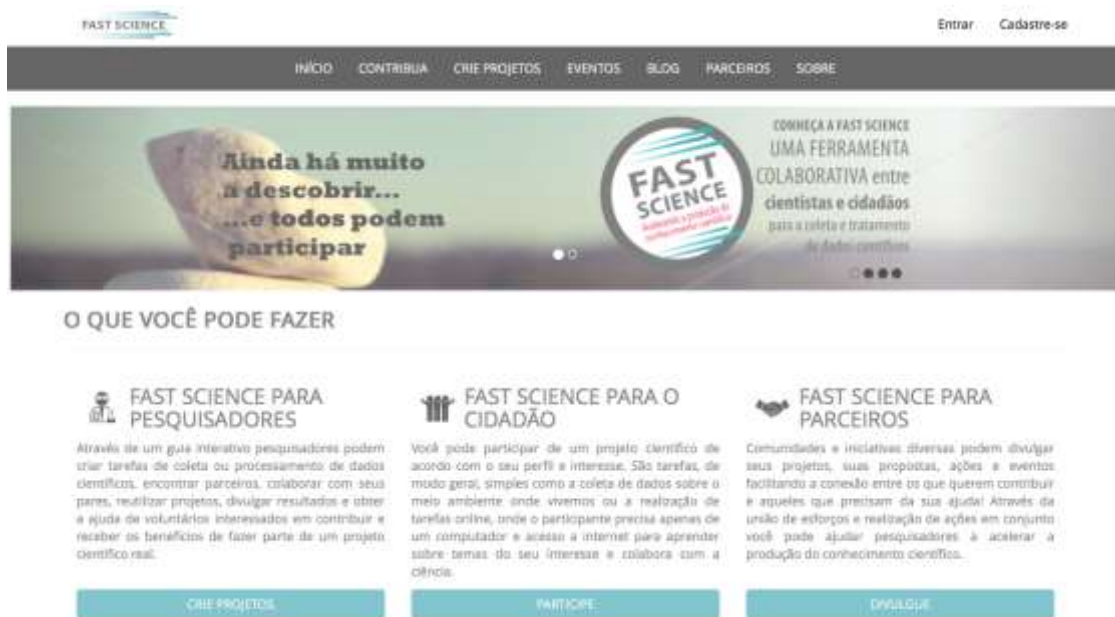 FAST SCIENCE
Entrar Cadastre-se
INÍCIO CONTRIBUA CRIE PROJETOS EVENTOS BLOG PARCEIROS SOBRE
Ainda há muito
a descobrir...
...e todos podem
participar
FAST
SCIENCE
CONHEÇA A FAST SCIENCE
UMA FERRAMENTA
COLABORATIVA entre
cientistas e cidadãos
para a coleta e tratamento
de dados científicos
O QUE VOCÊ PODE FAZER
FAST SCIENCE PARA
PESQUISADORES
Através de um guia interativo pesquisadores podem
criar tarefas de coleta ou processamento de dados
científicos, encontrar parceiros, colaborar com seus
pares, reutilizar projetos, divulgar resultados e obter
a ajuda de voluntários interessados em contribuir e
receber os benefícios de fazer parte de um projeto
científico real.
CRIE PROJETOS
FAST SCIENCE PARA O
CIDADÃO
Você pode participar de um projeto científico de
acordo com o seu perfil e interesse. São tarefas, de
modo geral, simples como a coleta de dados sobre o
meio ambiente onde vivemos ou a realização de
tarefas online, onde o participante precisa apenas de
um computador e acesso a internet para aprender
sobre temas do seu interesse e colabora com a
ciência.
PARTICIPE
FAST SCIENCE PARA
PARCEIROS
Comunidades e iniciativas diversas podem divulgar
seus projetos, suas propostas, ações e eventos
facilitando a conexão entre os que querem contribuir
e aqueles que precisam da sua ajuda! Através da
união de esforços e realização de ações em conjunto
você pode ajudar pesquisadores a acelerar a
produção do conhecimento científico.
DIVULGUE